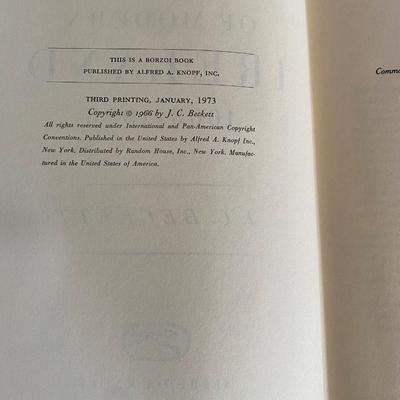 THIS IS A BORZOI BOOK
PUBLISHED BY ALFRED A. KNOPF, INC.
THIRD PRINTING, JANUARY, 1973
Copyright © 1966 by J. C. Beckett
All rights reserved under International and Pan-American Copyright
Conventions. Published in the United States by Alfred A. Knopf Inc.,
New York. Distributed by Random House, Inc., New York. Manufac-
tured in the United States of America.